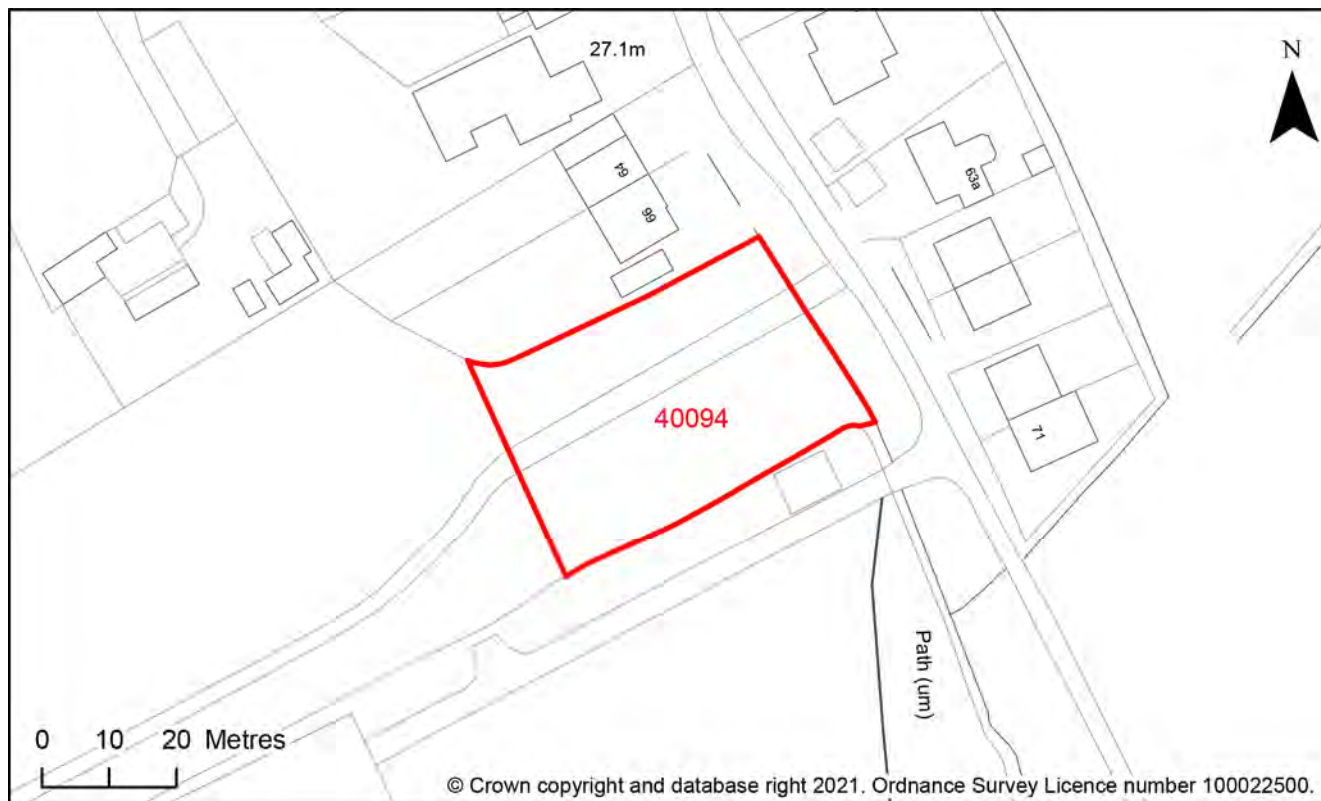 27.1m
N
64
66
63a
40094
71
Path (um)
0 10 20 Metres
© Crown copyright and database right 2021. Ordnance Survey Licence number 100022500.